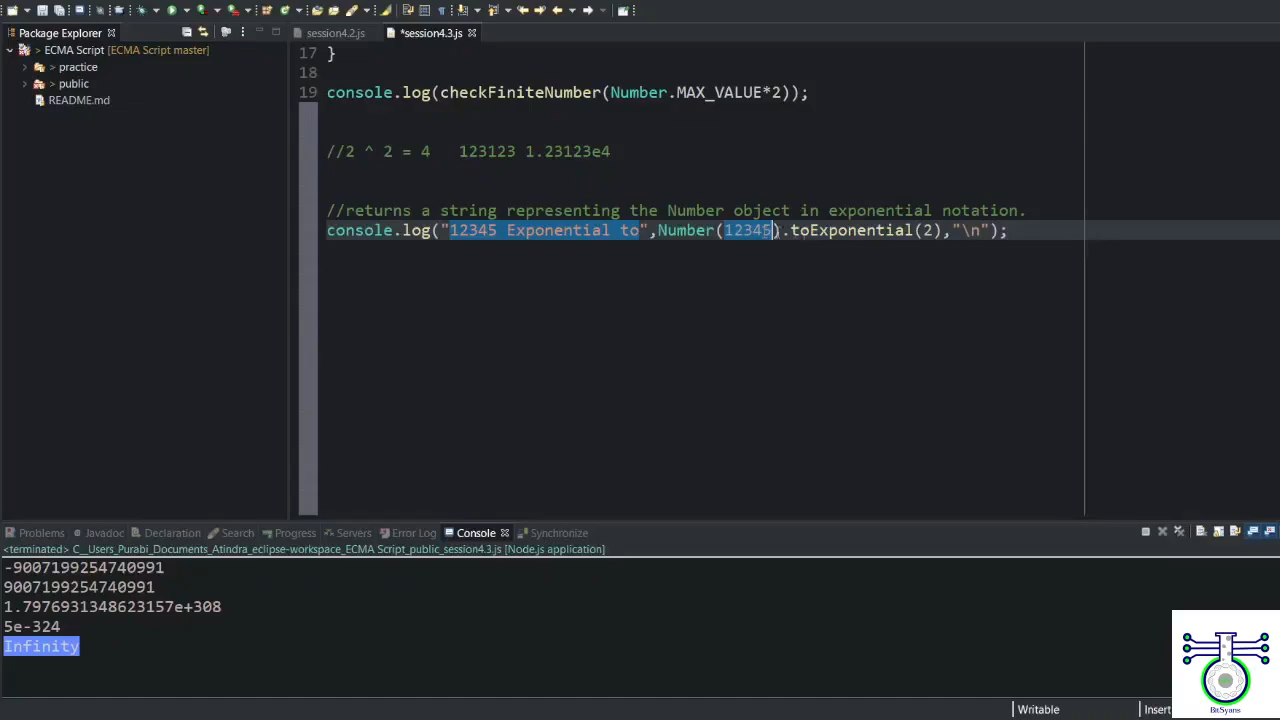 Package Explorer
session4.2.js
*session4.3.js
> ECMA Script [ECMA Script master]
> practice
> public
README.md
17 }
18
19 console.log(checkFiniteNumber(Number.MAX_VALUE*2));
//2 ^ 2 = 4   123123 1.23123e4
//returns a string representing the Number object in exponential notation.
console.log("12345 Exponential to",Number(12345).toExponential(2),"\n");
Problems Javadoc Declaration Search Progress Servers Error Log Console Synchronize
<terminated> C__Users_Purabi_Documents_Atindra_eclipse-workspace_ECMA Script_public_session4.3.js [Node.js application]
-9007199254740991
9007199254740991
1.7976931348623157e+308
5e-324
Infinity
Writable
Insert
BitSyans